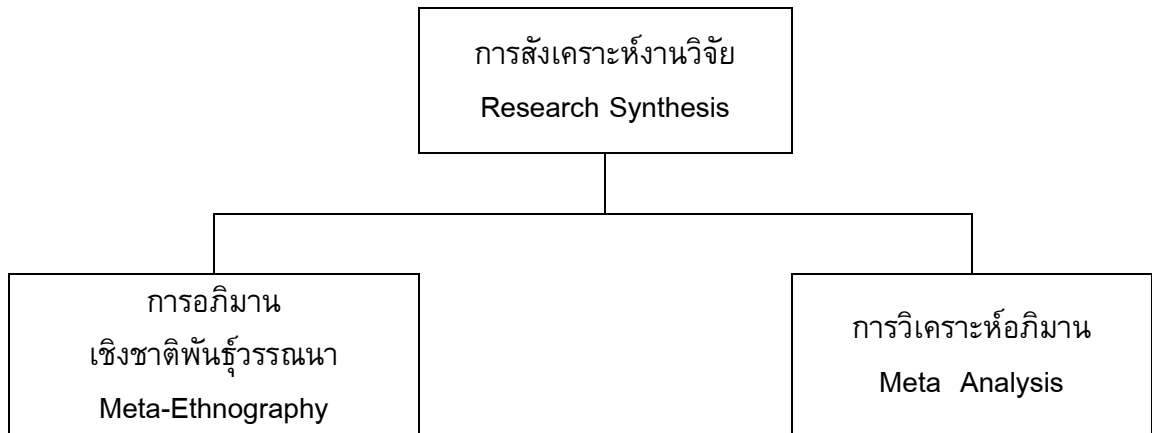 การสังเคราะห์งานวิจัย
Research Synthesis
การอภิมาน
เชิงชาติพันธุ์วรรณนา
Meta-Ethnography
การวิเคราะห์อภิมาน
Meta Analysis